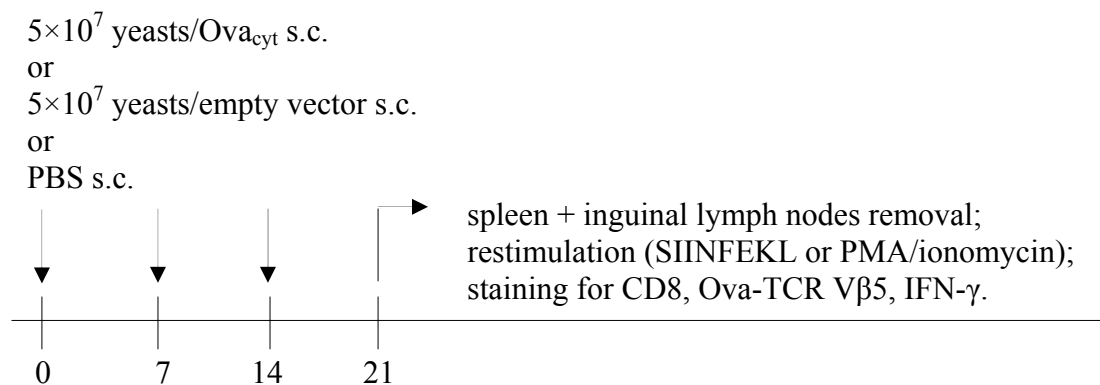 5×10⁷ yeasts/Ova_cyt s.c.
or
5×10⁷ yeasts/empty vector s.c.
or
PBS s.c.
spleen + inguinal lymph nodes removal;
restimulation (SIINFEKL or PMA/ionomycin);
staining for CD8, Ova-TCR Vβ5, IFN-γ.
0 7 14 21